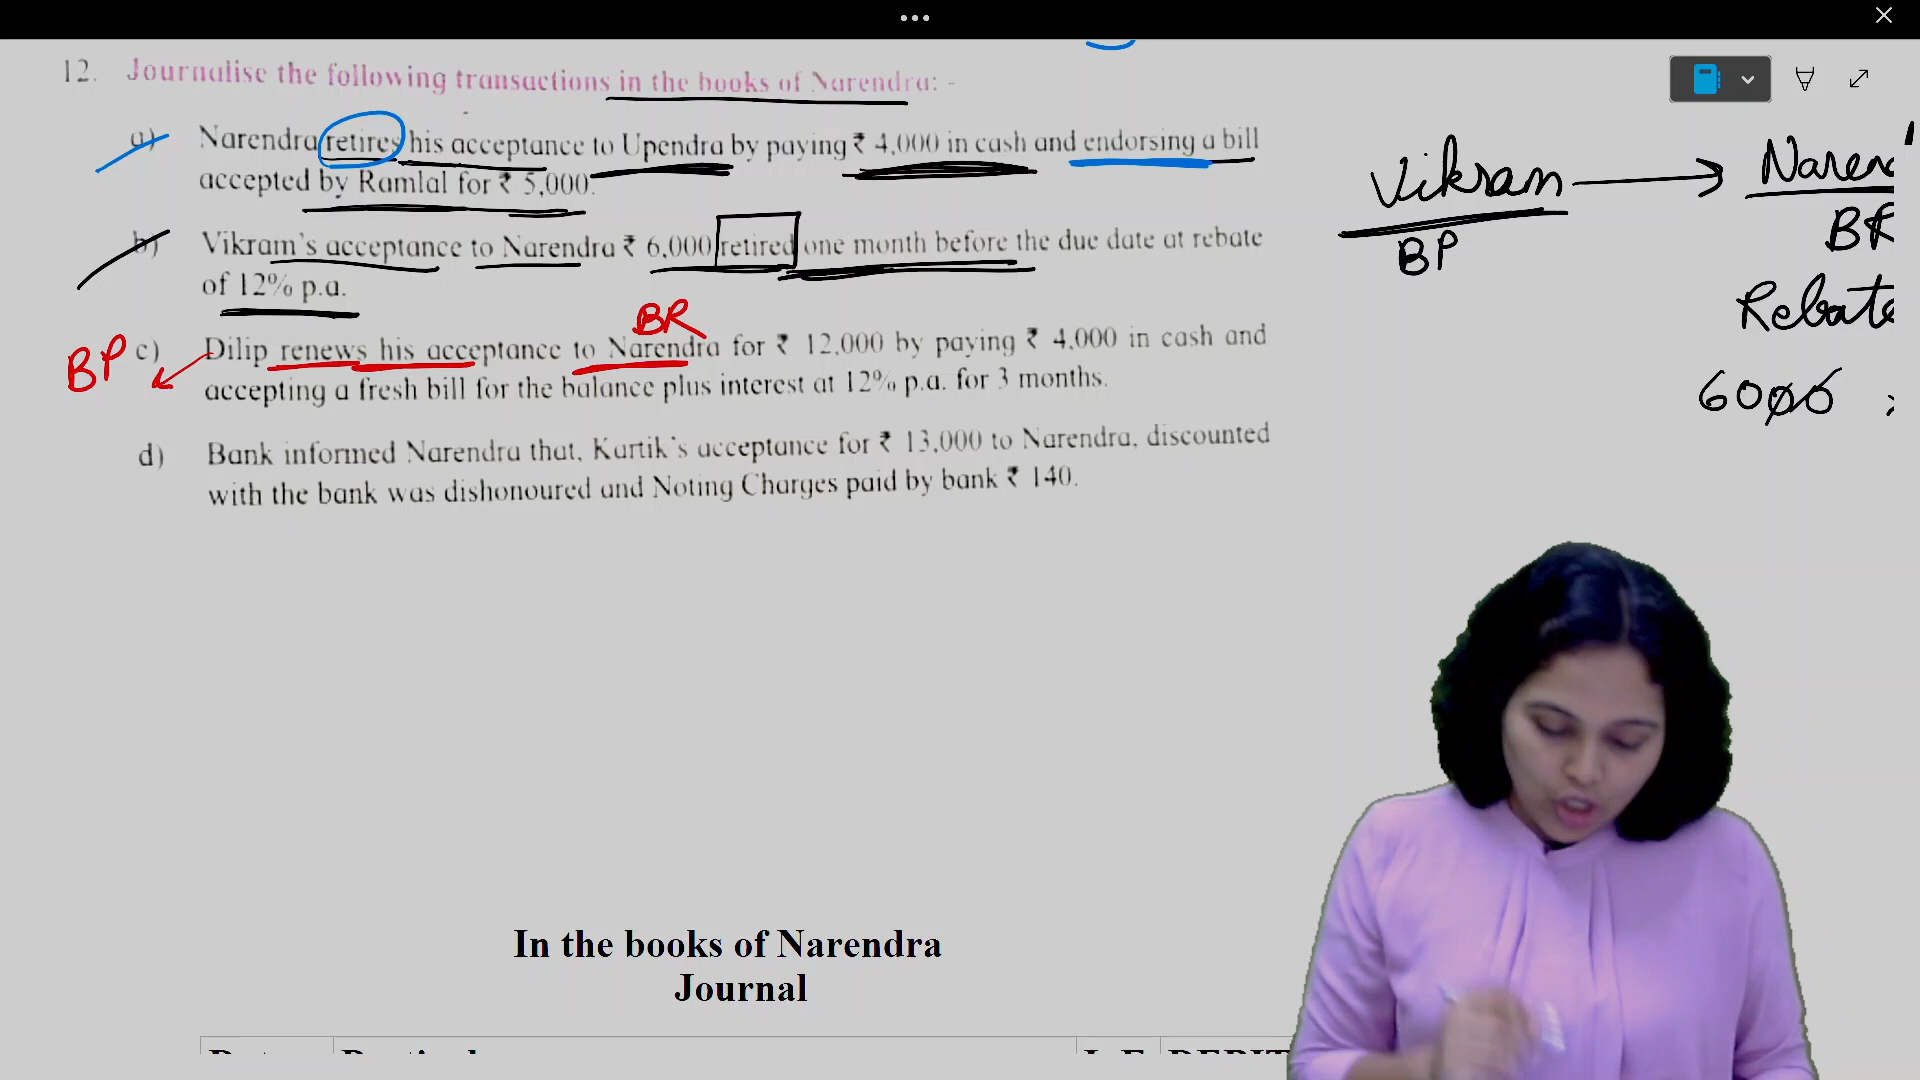 12. Journalise the following transactions in the books of Narendra: -
a) Narendra retires his acceptance to Upendra by paying ₹ 4,000 in cash and endorsing a bill
accepted by Ramlal for ₹ 5,000.
b) Vikram's acceptance to Narendra ₹ 6,000 retired one month before the due date at rebate
of 12% p.a.
BR
BP c) Dilip renews his acceptance to Narendra for ₹ 12,000 by paying ₹ 4,000 in cash and
accepting a fresh bill for the balance plus interest at 12% p.a. for 3 months.
d) Bank informed Narendra that, Kartik's acceptance for ₹ 13,000 to Narendra, discounted
with the bank was dishonoured and Noting Charges paid by bank ₹ 140.
Vikram → Naren
BP BR
Rebate
6000
In the books of Narendra
Journal